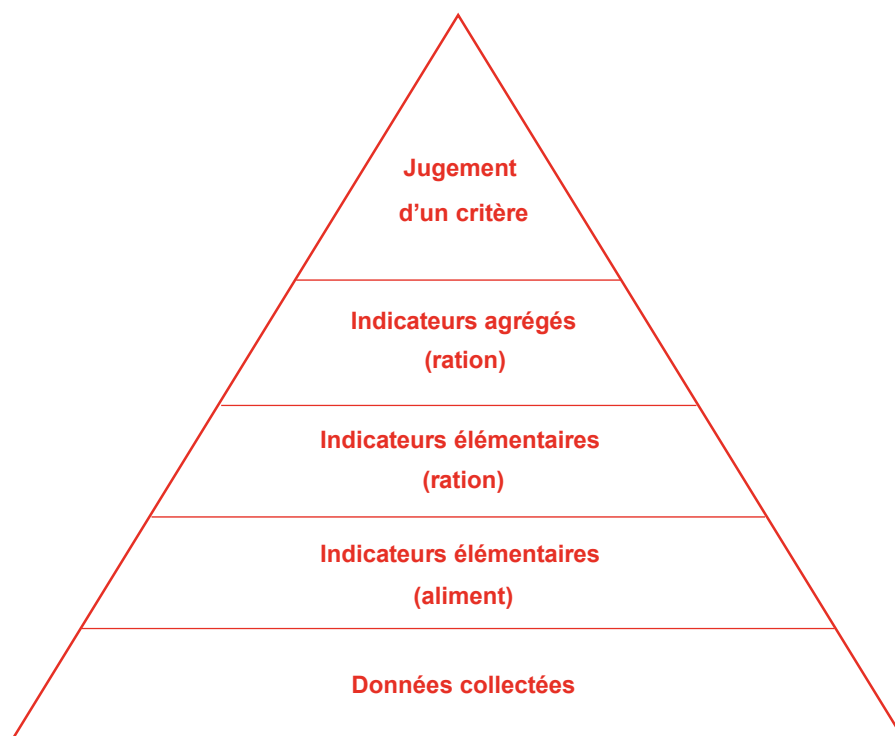 Jugement
d’un critère
Indicateurs agrégés
(ration)
Indicateurs élémentaires
(ration)
Indicateurs élémentaires
(aliment)
Données collectées